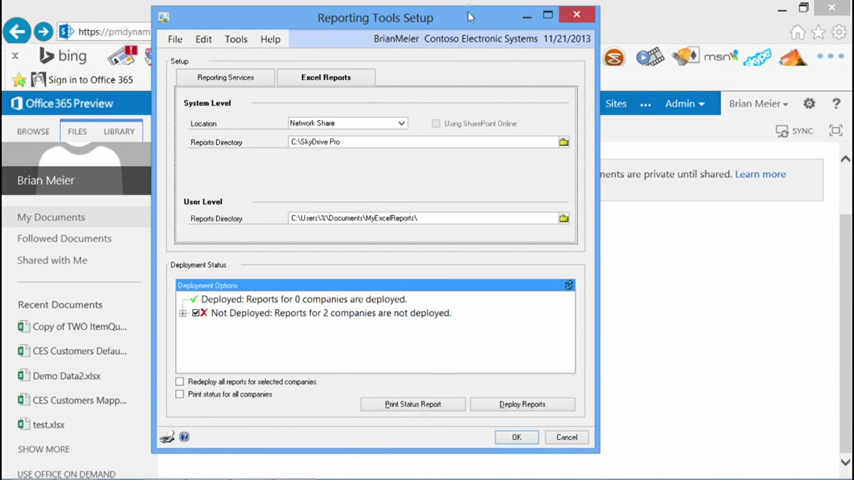 Reporting Tools Setup
https://pmdynam
bing
msn
skype
Sign in to Office 365
File Edit Tools Help
BrianMeier Contoso Electronic Systems 11/21/2013
Office 365 Preview
Sites ... Admin Brian Meier ?
BROWSE FILES LIBRARY
SYNC
Brian Meier
My Documents
Followed Documents
Shared with Me
Recent Documents
Copy of TWO ItemQu...
CES Customers Defau...
Demo Data2.xlsx
CES Customers Mapp...
test.xlsx
SHOW MORE
USE OFFICE ON DEMAND
Setup
Reporting Services Excel Reports
System Level
Location Network Share Using SharePoint Online
Reports Directory C:\SkyDrive Pro
User Level
Reports Directory C:\Users\%\Documents\MyExcelReports\
Deployment Status
Deployment Options
Deployed: Reports for 0 companies are deployed.
Not Deployed: Reports for 2 companies are not deployed.
Redeploy all reports for selected companies
Print status for all companies
Print Status Report Deploy Reports
OK Cancel
ments are private until shared. Learn more